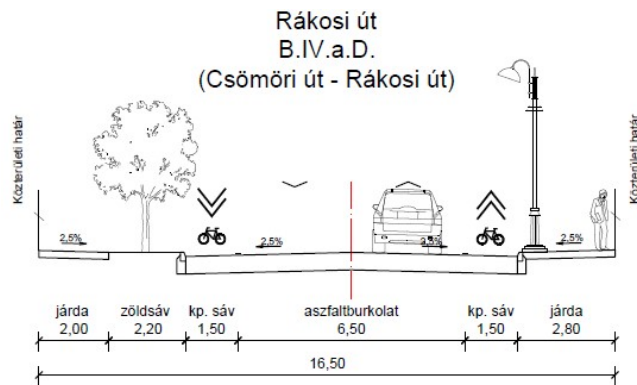 Rákosi út
B.IV.a.D.
(Csömöri út - Rákosi út)
Közterületi határ
Közterületi határ
2,5%
2,5%
2,5%
2,5%
járda zöldsáv kp. sáv aszfaltburkolat kp. sáv járda
2,00 2,20 1,50 6,50 1,50 2,80
16,50